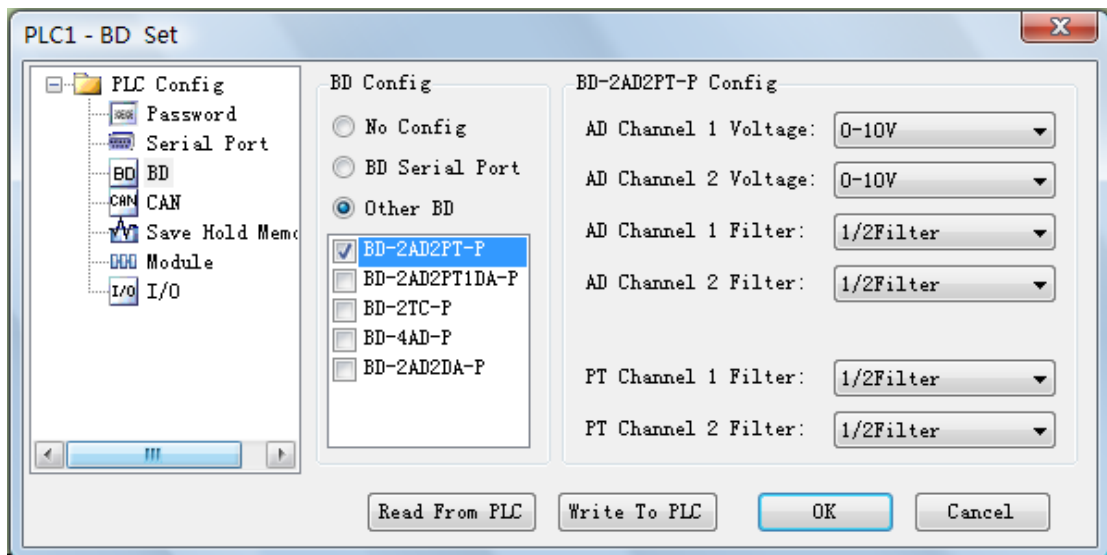 PLC1 - BD Set
PLC Config
Password
Serial Port
BD BD
CAN CAN
Save Hold Memo
Module
I/O I/O
BD Config
No Config
BD Serial Port
Other BD
BD-2AD2PT-P
BD-2AD2PT1DA-P
BD-2TC-P
BD-4AD-P
BD-2AD2DA-P
BD-2AD2PT-P Config
AD Channel 1 Voltage: 0-10V
AD Channel 2 Voltage: 0-10V
AD Channel 1 Filter: 1/2Filter
AD Channel 2 Filter: 1/2Filter
PT Channel 1 Filter: 1/2Filter
PT Channel 2 Filter: 1/2Filter
Read From PLC Write To PLC OK Cancel